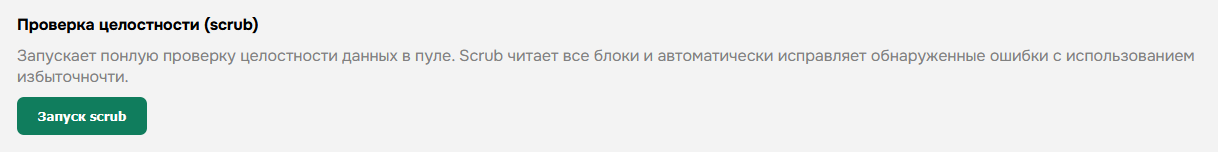 Проверка целостности (scrub)
Запускает понлую проверку целостности данных в пуле. Scrub читает все блоки и автоматически исправляет обнаруженные ошибки с использованием
избыточночти.
Запуск scrub